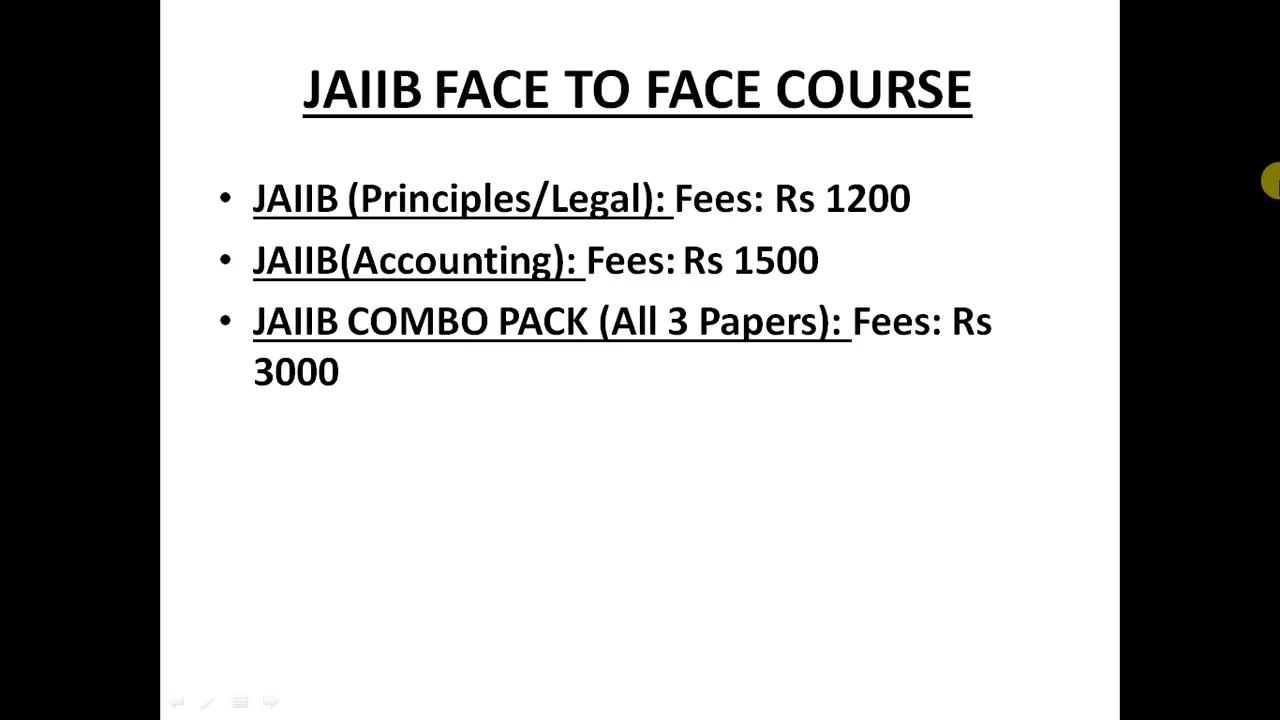 JAIIB FACE TO FACE COURSE
• JAIIB (Principles/Legal): Fees: Rs 1200
• JAIIB(Accounting): Fees: Rs 1500
• JAIIB COMBO PACK (All 3 Papers): Fees: Rs
3000